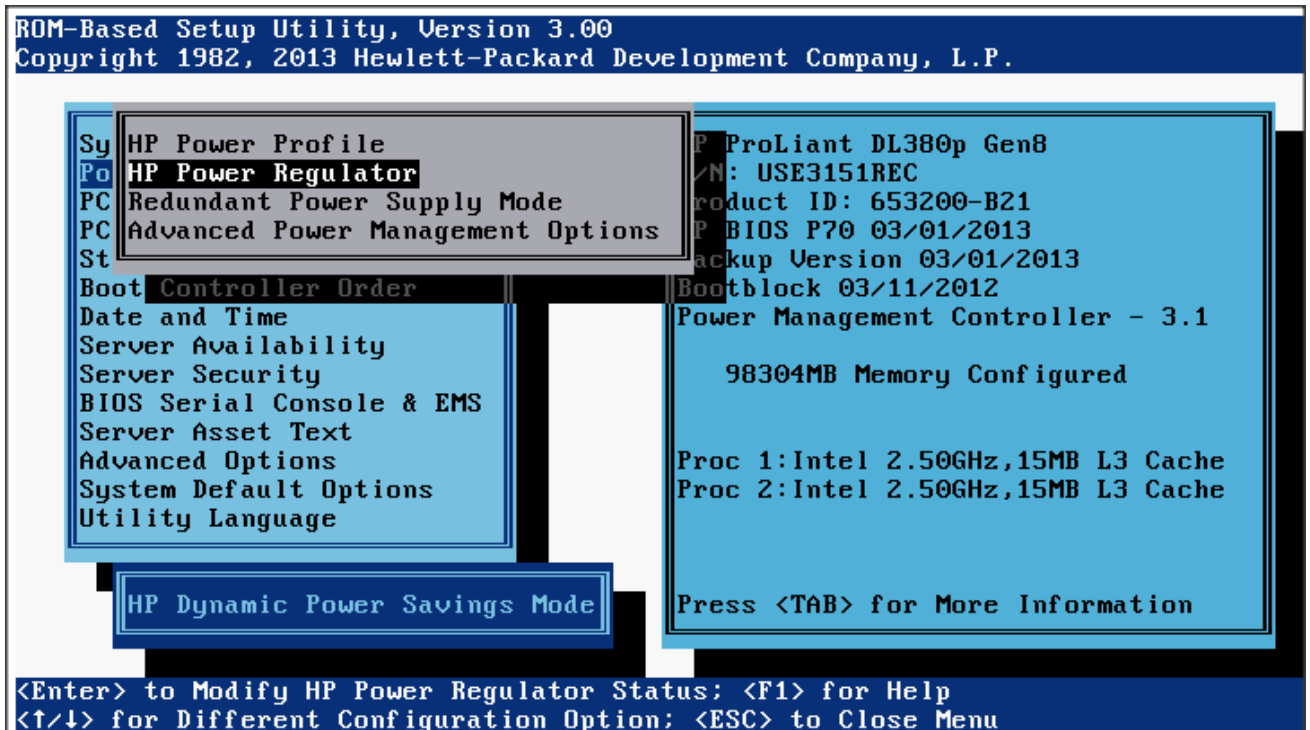 ROM-Based Setup Utility, Version 3.00
Copyright 1982, 2013 Hewlett-Packard Development Company, L.P.
HP Power Profile
HP Power Regulator
Redundant Power Supply Mode
Advanced Power Management Options
Sy
Po
PC
PC
St
Boot Controller Order
Date and Time
Server Availability
Server Security
BIOS Serial Console & EMS
Server Asset Text
Advanced Options
System Default Options
Utility Language
HP Dynamic Power Savings Mode
P ProLiant DL380p Gen8
/N: USE3151REC
roduct ID: 653200-B21
P BIOS P70 03/01/2013
ackup Version 03/01/2013
Bootblock 03/11/2012
Power Management Controller - 3.1
98304MB Memory Configured
Proc 1:Intel 2.50GHz,15MB L3 Cache
Proc 2:Intel 2.50GHz,15MB L3 Cache
Press <TAB> for More Information
<Enter> to Modify HP Power Regulator Status; <F1> for Help
<↑/↓> for Different Configuration Option; <ESC> to Close Menu